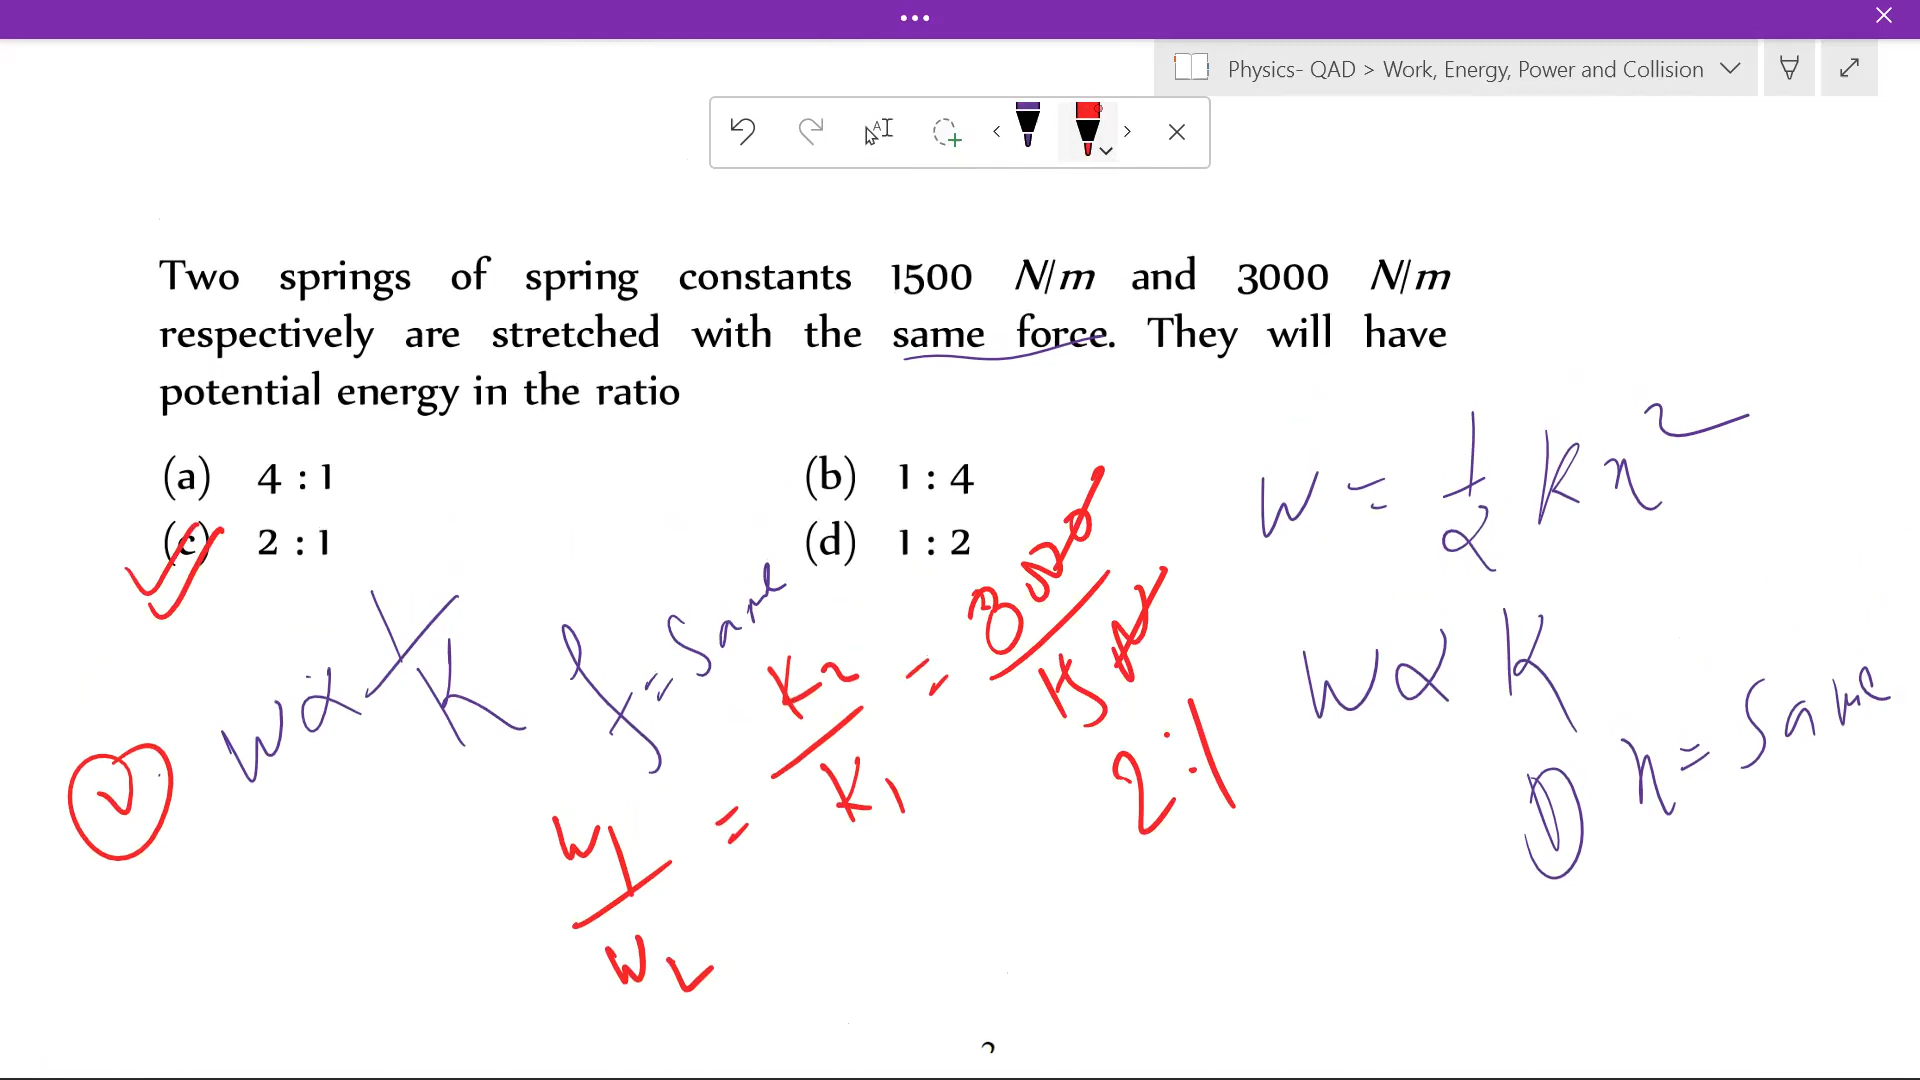 Physics- QAD > Work, Energy, Power and Collision
Two springs of spring constants 1500 N/m and 3000 N/m
respectively are stretched with the same force. They will have
potential energy in the ratio
(a) 4 : 1
(b) 1 : 4
(c) 2 : 1
(d) 1 : 2
W = 1/2 K x²
W ∝ K
① x = Same
W ∝ 1/K
f = Same
W1/W2 = K2/K1 = 3000/1500
2:1